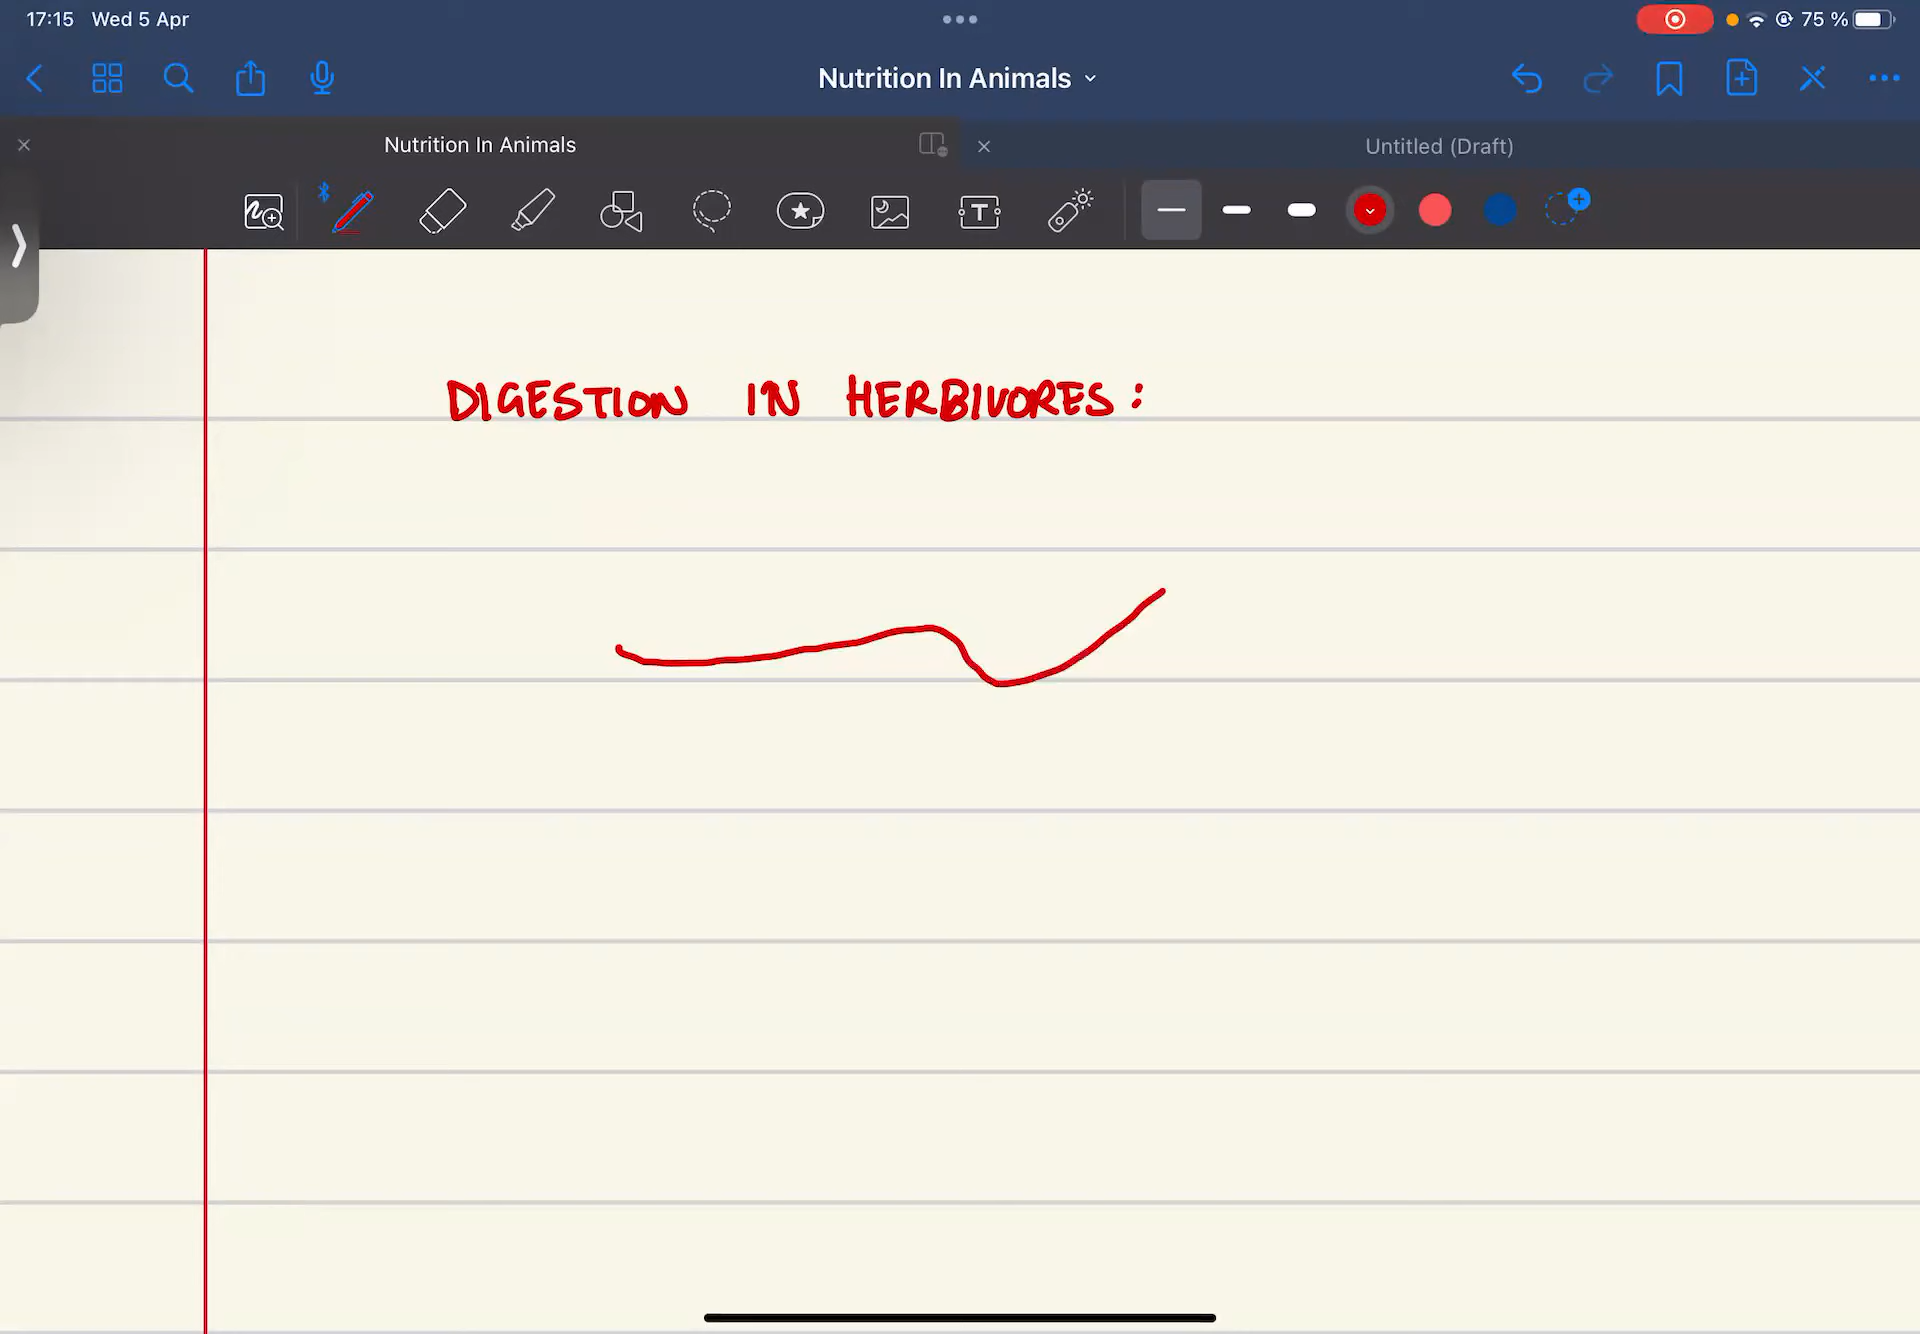 17:15 Wed 5 Apr
75 %
Nutrition In Animals
Nutrition In Animals
Untitled (Draft)
DIGESTION IN HERBIVORES: